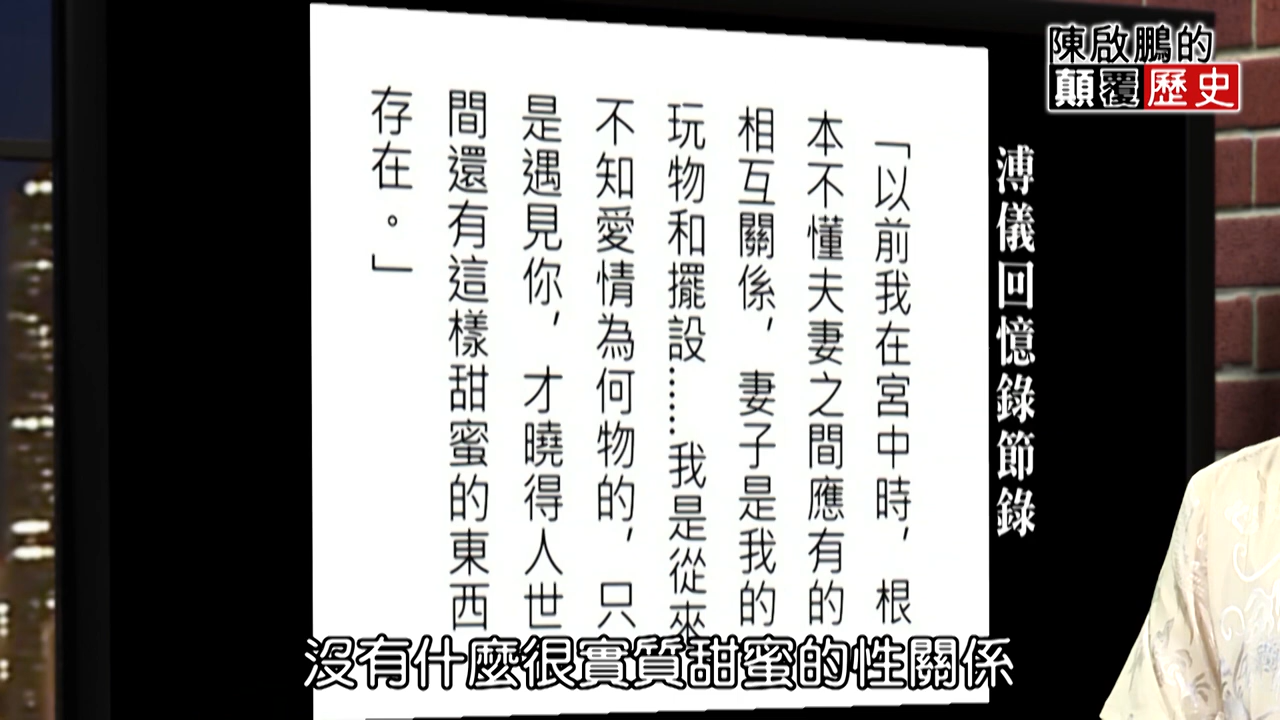 陳啟鵬的
顛覆歷史
溥儀回憶錄節錄
「以前我在宮中時，根
本不懂夫妻之間應有的
相互關係，妻子是我的
玩物和擺設……我是從來
不知愛情為何物的，只
是遇見你，才曉得人世
間還有這樣甜蜜的東西
存在。」
沒有什麼很實質甜蜜的性關係